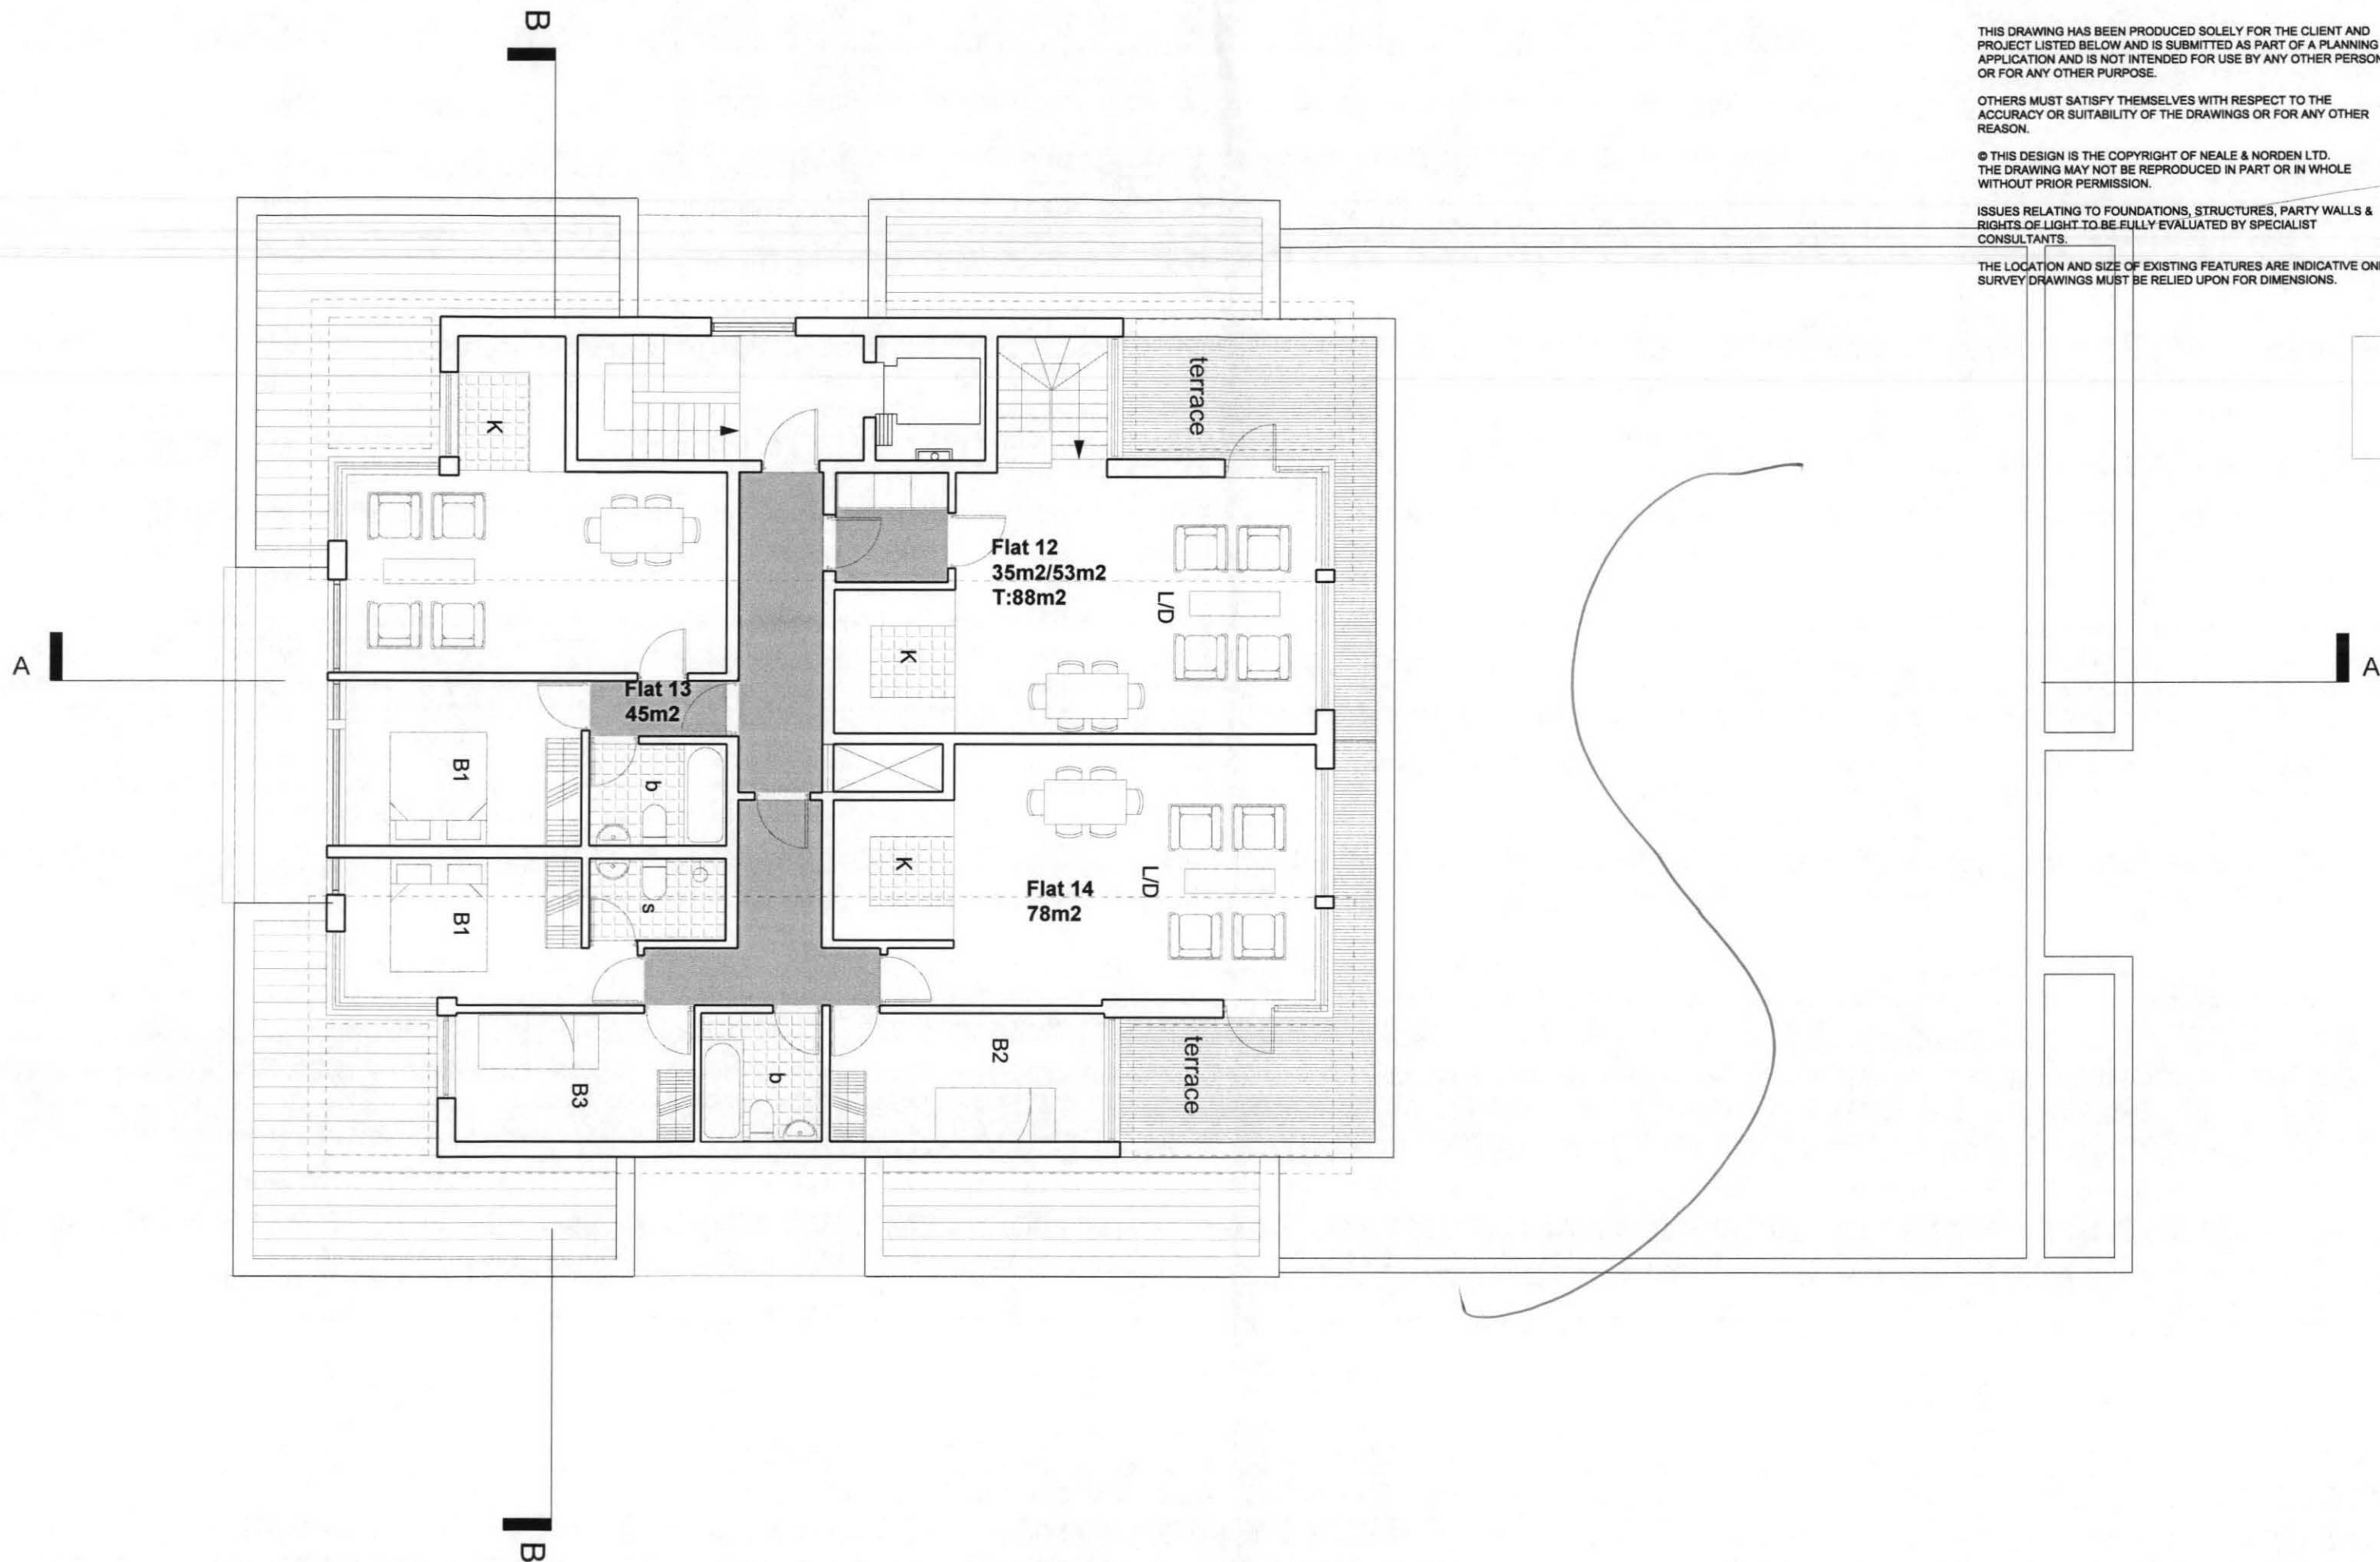 B
THIS DRAWING HAS BEEN PRODUCED SOLELY FOR THE CLIENT AND
PROJECT LISTED BELOW AND IS SUBMITTED AS PART OF A PLANNING
APPLICATION AND IS NOT INTENDED FOR USE BY ANY OTHER PERSON
OR FOR ANY OTHER PURPOSE.
OTHERS MUST SATISFY THEMSELVES WITH RESPECT TO THE
ACCURACY OR SUITABILITY OF THE DRAWINGS OR FOR ANY OTHER
REASON.
© THIS DESIGN IS THE COPYRIGHT OF NEALE & NORDEN LTD.
THE DRAWING MAY NOT BE REPRODUCED IN PART OR IN WHOLE
WITHOUT PRIOR PERMISSION.
ISSUES RELATING TO FOUNDATIONS, STRUCTURES, PARTY WALLS &
RIGHTS OF LIGHT TO BE FULLY EVALUATED BY SPECIALIST
CONSULTANTS.
THE LOCATION AND SIZE OF EXISTING FEATURES ARE INDICATIVE
SURVEY DRAWINGS MUST BE RELIED UPON FOR DIMENSIONS.
terrace
K
Flat 12
35m2/53m2
T:88m2
L/D
K
A
A
Flat 13
45m2
B1
b
K
L/D
Flat 14
78m2
B1
s
B2
terrace
B3
b
B